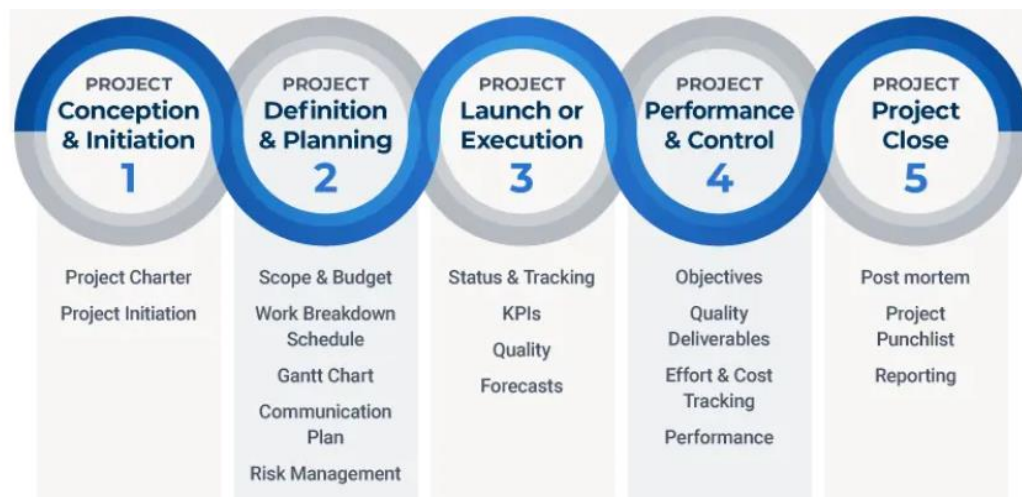 PROJECT
Conception
& Initiation
1
Project Charter
Project Initiation
PROJECT
Definition
& Planning
2
Scope & Budget
Work Breakdown
Schedule
Gantt Chart
Communication
Plan
Risk Management
PROJECT
Launch or
Execution
3
Status & Tracking
KPIs
Quality
Forecasts
PROJECT
Performance
& Control
4
Objectives
Quality
Deliverables
Effort & Cost
Tracking
Performance
PROJECT
Project
Close
5
Post mortem
Project
Punchlist
Reporting